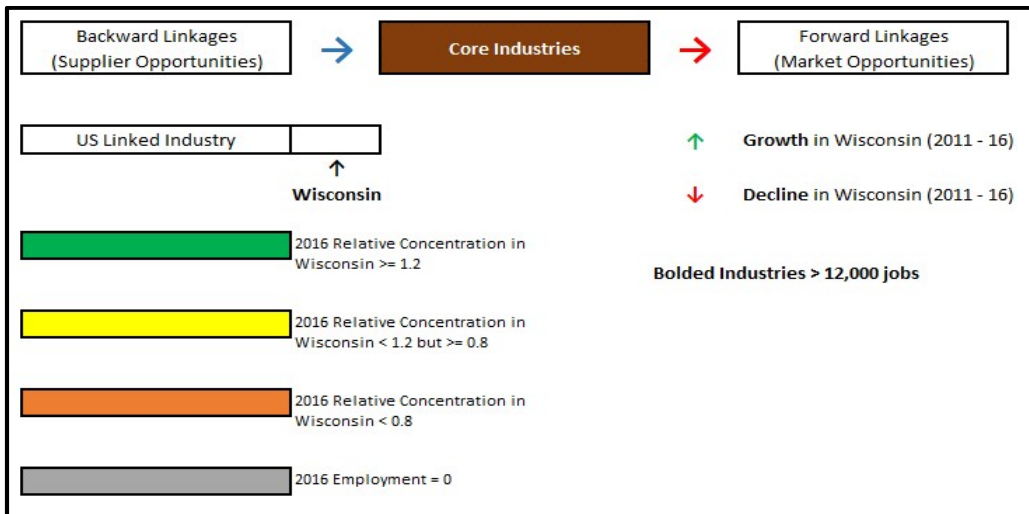 Backward Linkages
(Supplier Opportunities)
→
Core Industries
→
Forward Linkages
(Market Opportunities)
US Linked Industry
↑
Wisconsin
↑ Growth in Wisconsin (2011 - 16)
↓ Decline in Wisconsin (2011 - 16)
2016 Relative Concentration in
Wisconsin >= 1.2
Bolded Industries > 12,000 jobs
2016 Relative Concentration in
Wisconsin < 1.2 but >= 0.8
2016 Relative Concentration in
Wisconsin < 0.8
2016 Employment = 0